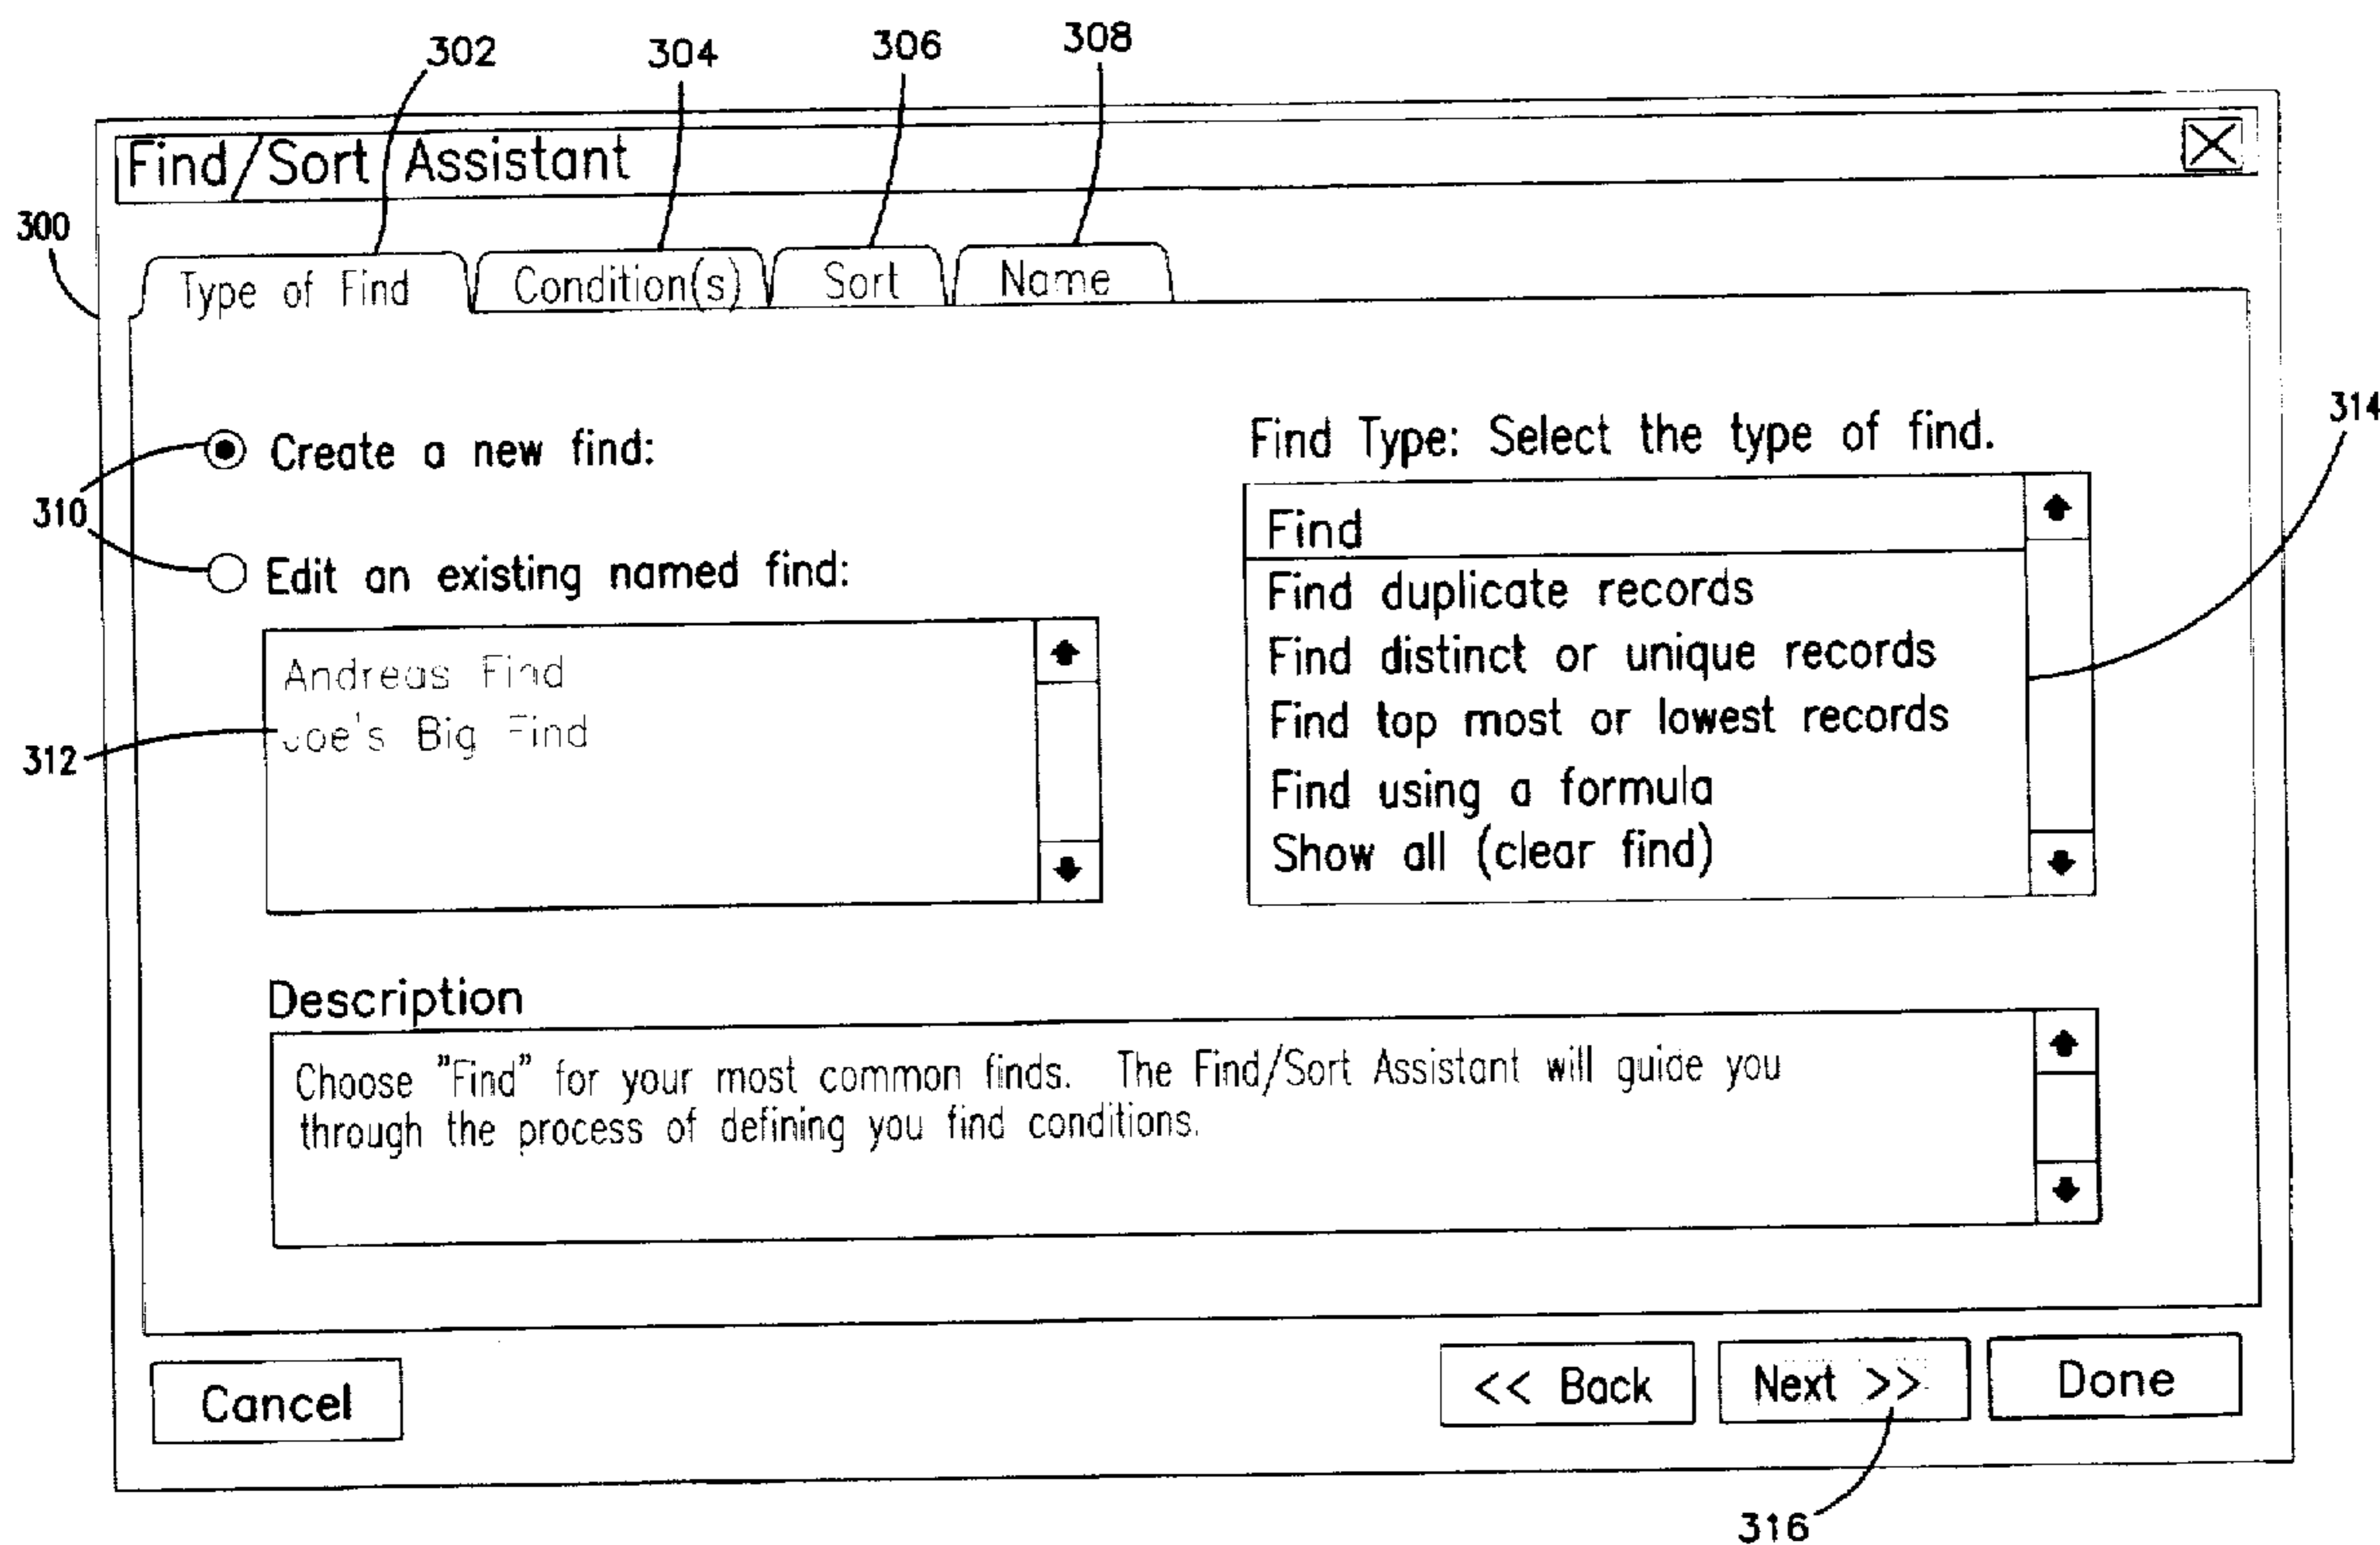 302 304 306 308
Find/Sort Assistant
300
Type of Find Condition(s) Sort Name
314
Create a new find:
310
Edit an existing named find:
Andreas Find
Joe's Big Find
312
Find Type: Select the type of find.
Find
Find duplicate records
Find distinct or unique records
Find top most or lowest records
Find using a formula
Show all (clear find)
Description
Choose "Find" for your most common finds. The Find/Sort Assistant will guide you
through the process of defining you find conditions.
Cancel << Back Next >> Done
316